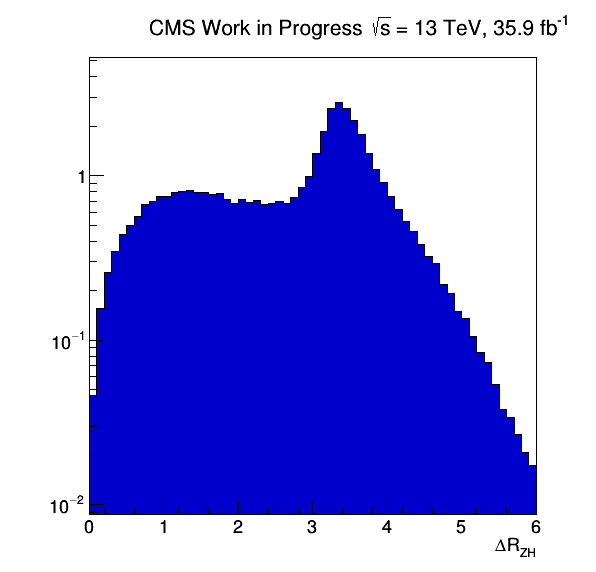 CMS Work in Progress √s = 13 TeV, 35.9 fb⁻¹
1
10⁻¹
10⁻²
0 1 2 3 4 5 6
ΔR_ZH